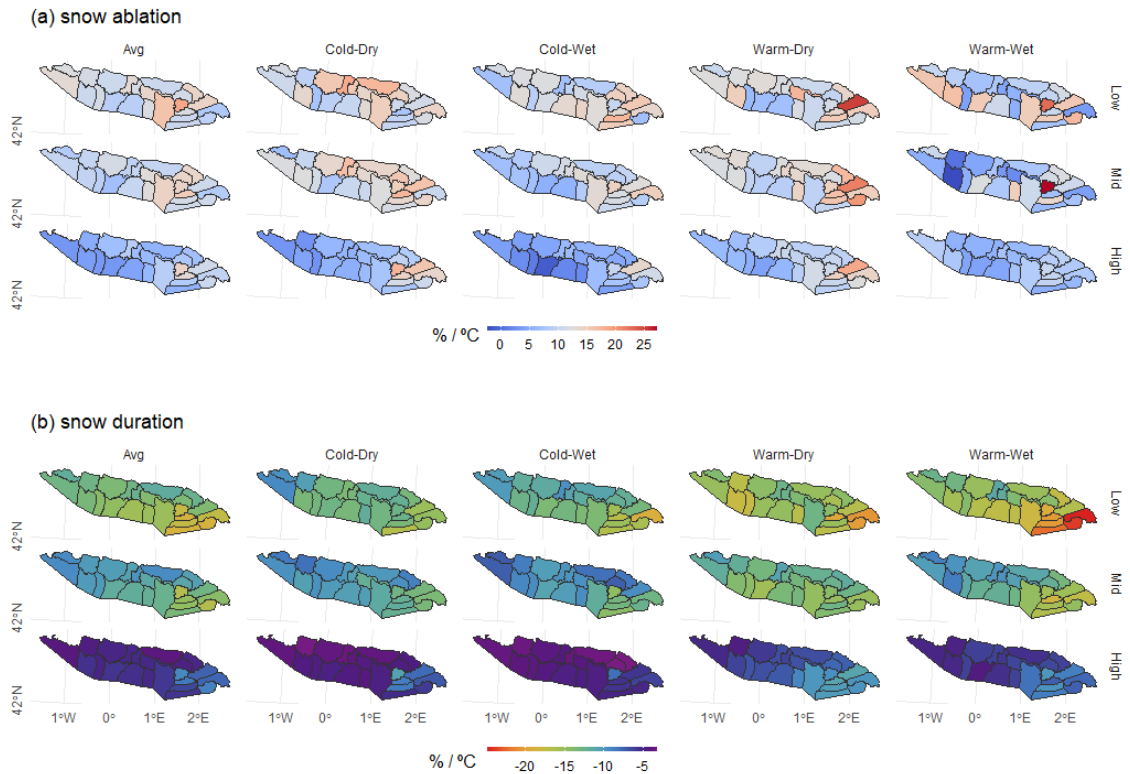 (a) snow ablation
Avg Cold-Dry Cold-Wet Warm-Dry Warm-Wet
42°N Low
42°N Mid
42°N High
% / ºC 0 5 10 15 20 25
(b) snow duration
Avg Cold-Dry Cold-Wet Warm-Dry Warm-Wet
42°N Low
42°N Mid
42°N High
1°W 0° 1°E 2°E 1°W 0° 1°E 2°E 1°W 0° 1°E 2°E 1°W 0° 1°E 2°E 1°W 0° 1°E 2°E
% / ºC -20 -15 -10 -5